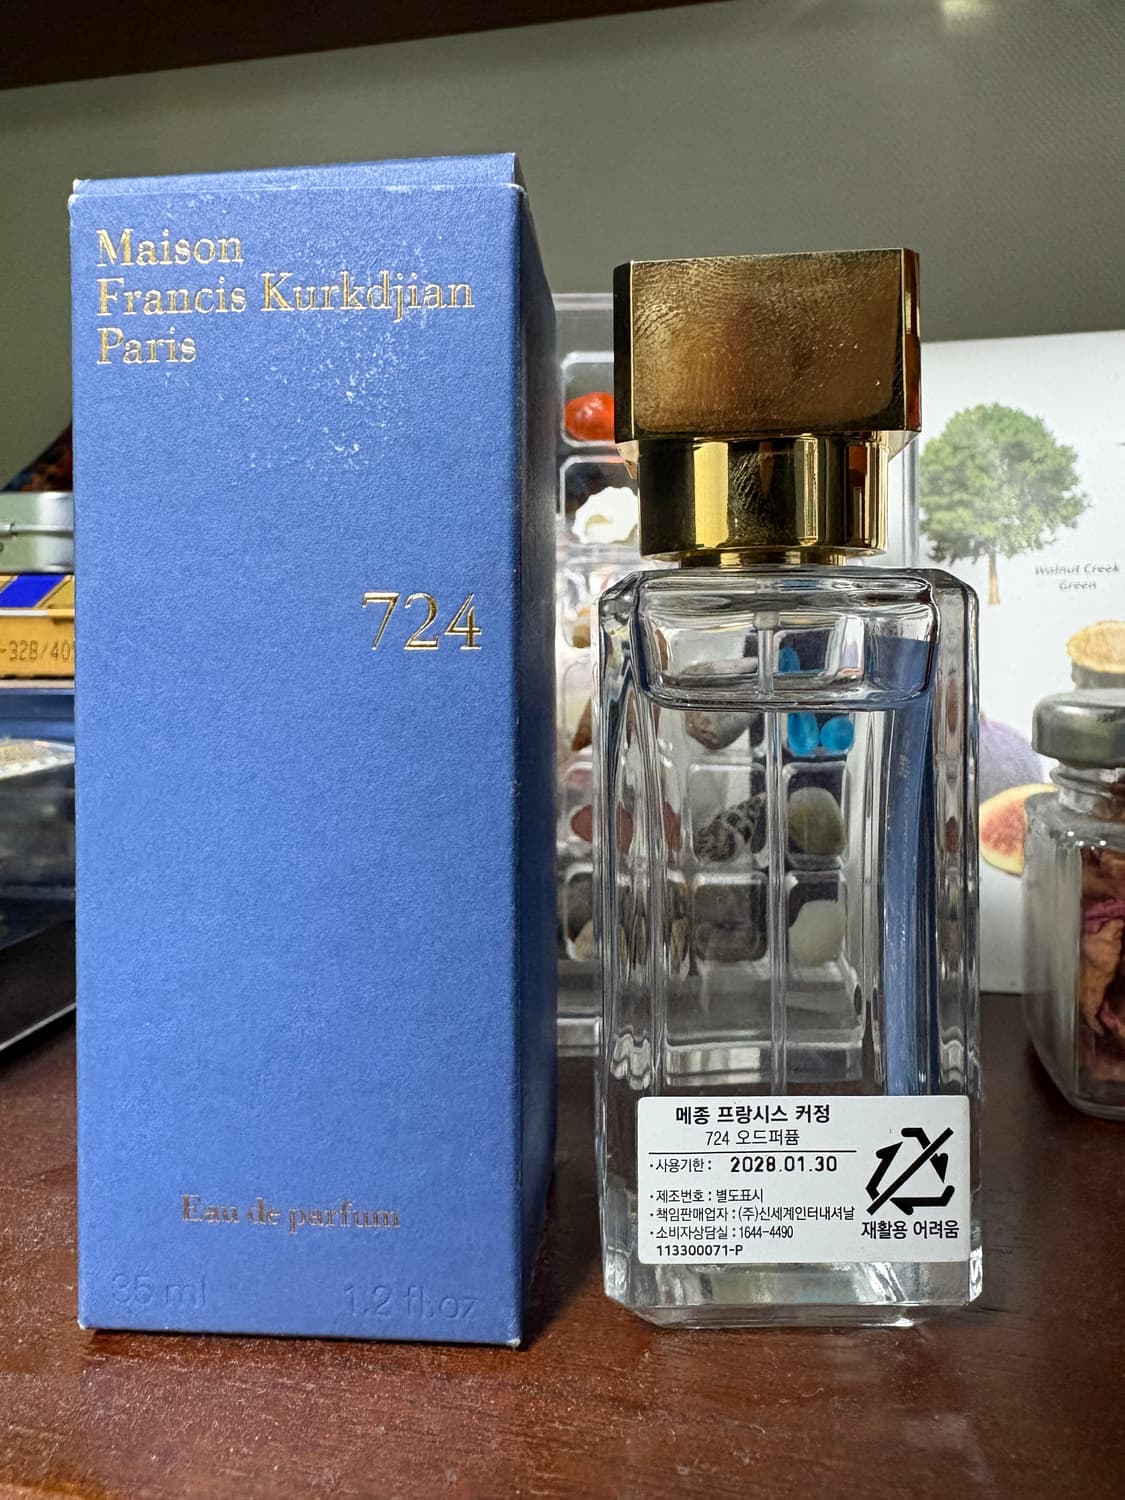 Maison
Francis Kurkdjian
Paris
724
Eau de parfum
35 ml 1.2 fl.oz
메종 프랑시스 커정
724 오드퍼퓸
·사용기한 : 2028.01.30
·제조번호 : 별도표시
·책임판매업자 : (주)신세계인터내셔날
·소비자상담실 : 1644-4490
113300071-P
재활용 어려움
Walnut Creek
Green
-328/40